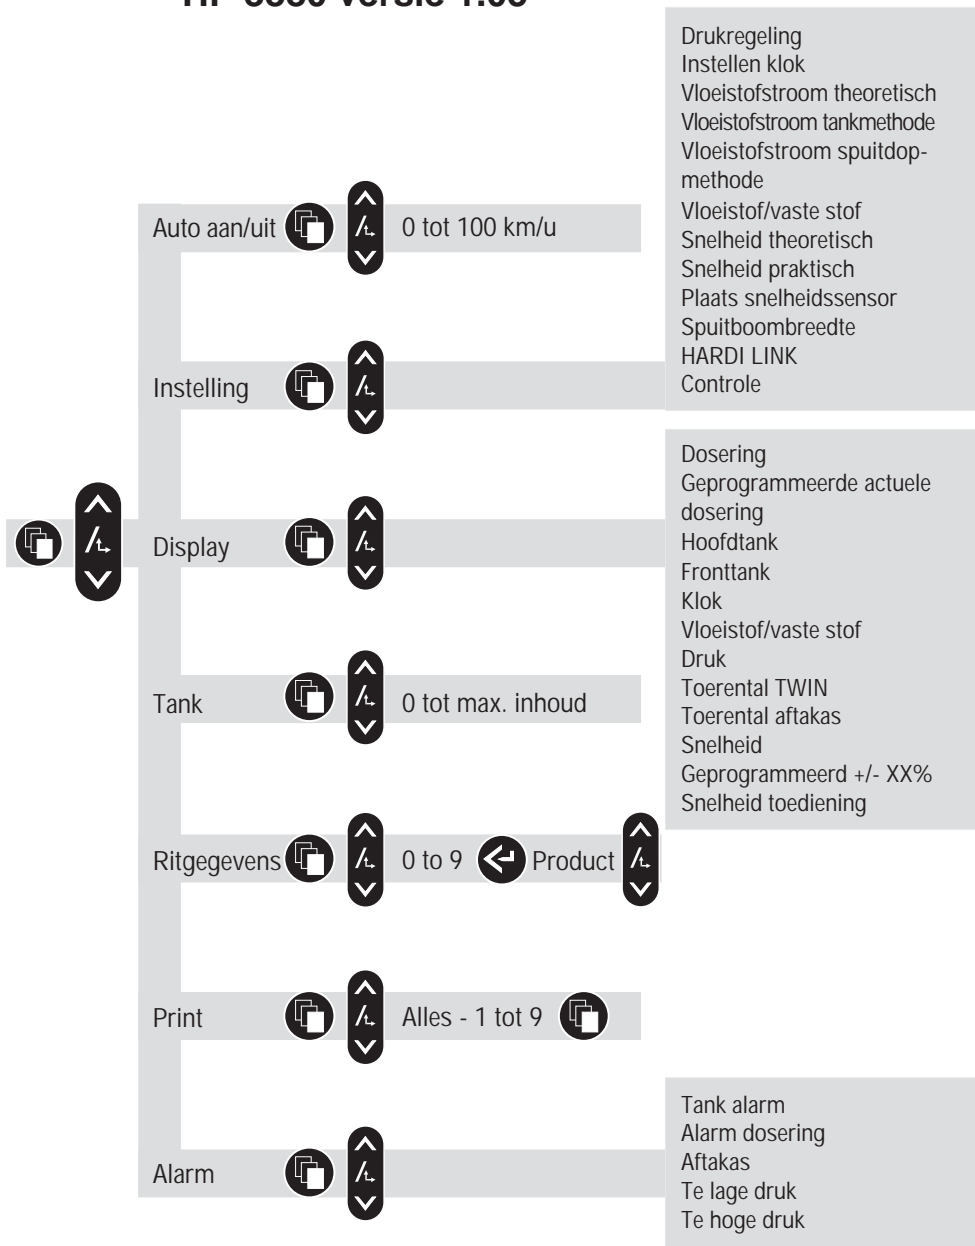 Drukregeling
Instellen klok
Vloeistofstroom theoretisch
Vloeistofstroom tankmethode
Vloeistofstroom spuitdop-
methode
Vloeistof/vaste stof
Snelheid theoretisch
Snelheid praktisch
Plaats snelheidssensor
Spuitboombreedte
HARDI LINK
Controle
Auto aan/uit 0 tot 100 km/u
Instelling
Display
Dosering
Geprogrammeerde actuele
dosering
Hoofdtank
Fronttank
Klok
Vloeistof/vaste stof
Druk
Toerental TWIN
Toerental aftakas
Snelheid
Geprogrammeerd +/- XX%
Snelheid toediening
Tank 0 tot max. inhoud
Ritgegevens 0 to 9 Product
Print Alles - 1 tot 9
Alarm
Tank alarm
Alarm dosering
Aftakas
Te lage druk
Te hoge druk